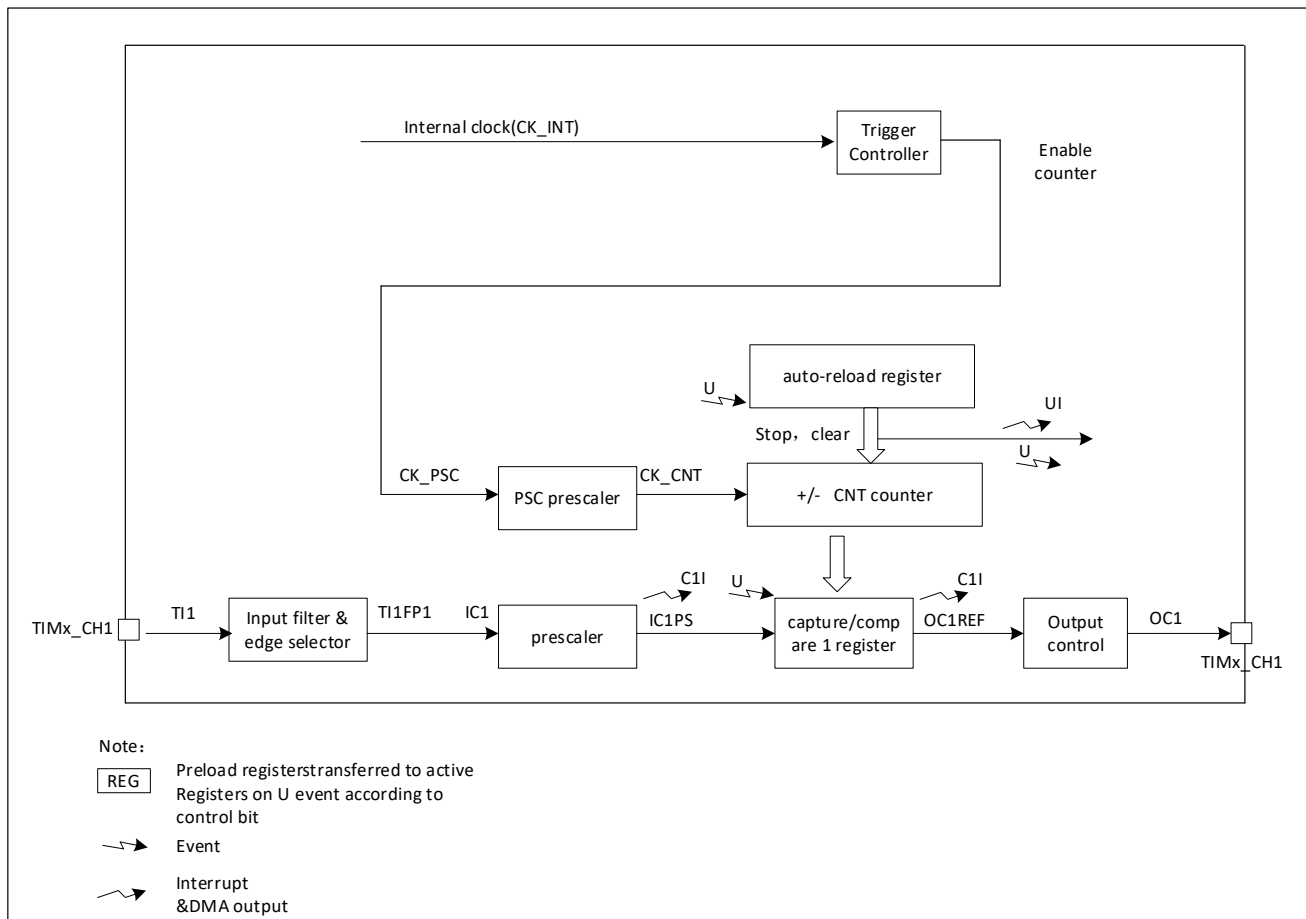 Internal clock(CK_INT)
Trigger
Controller
Enable
counter
auto-reload register
U
UI
Stop，clear
U
CK_PSC
PSC prescaler
CK_CNT
+/- CNT counter
TIMx_CH1
TI1
Input filter &
edge selector
TI1FP1
IC1
prescaler
C1I
IC1PS
U
capture/comp
are 1 register
C1I
OC1REF
Output
control
OC1
TIMx_CH1
Note：
REG
Preload registerstransferred to active
Registers on U event according to
control bit
Event
Interrupt
&DMA output